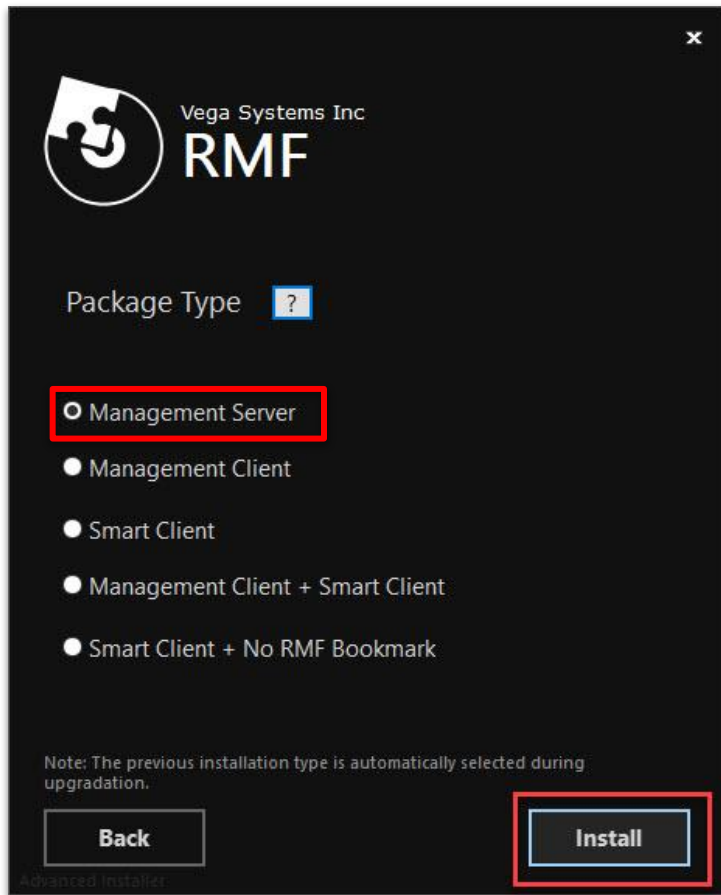 x
Vega Systems Inc
RMF
Package Type ?
Management Server
Management Client
Smart Client
Management Client + Smart Client
Smart Client + No RMF Bookmark
Note: The previous installation type is automatically selected during
upgradation.
Back
Install
Advanced Installer